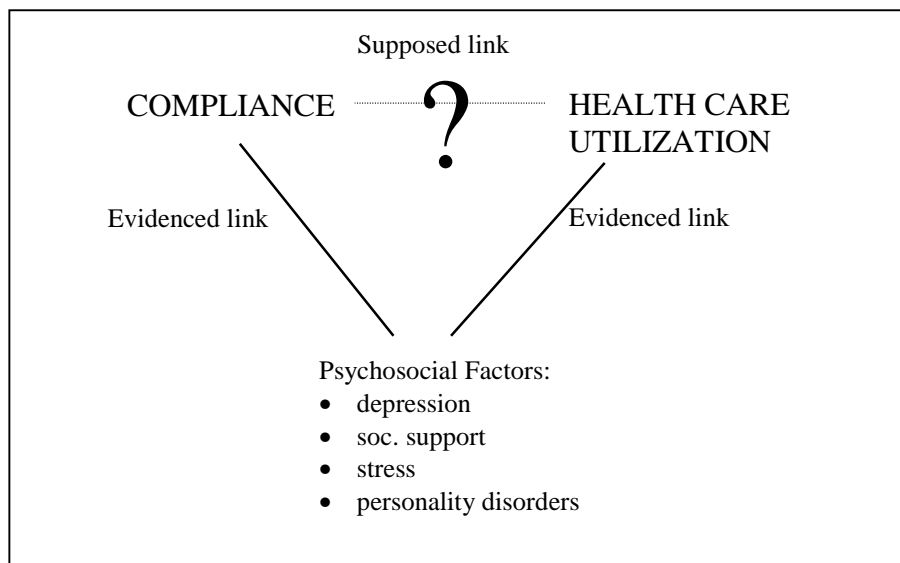 Supposed link
COMPLIANCE
?
HEALTH CARE
UTILIZATION
Evidenced link
Evidenced link
Psychosocial Factors:
• depression
• soc. support
• stress
• personality disorders